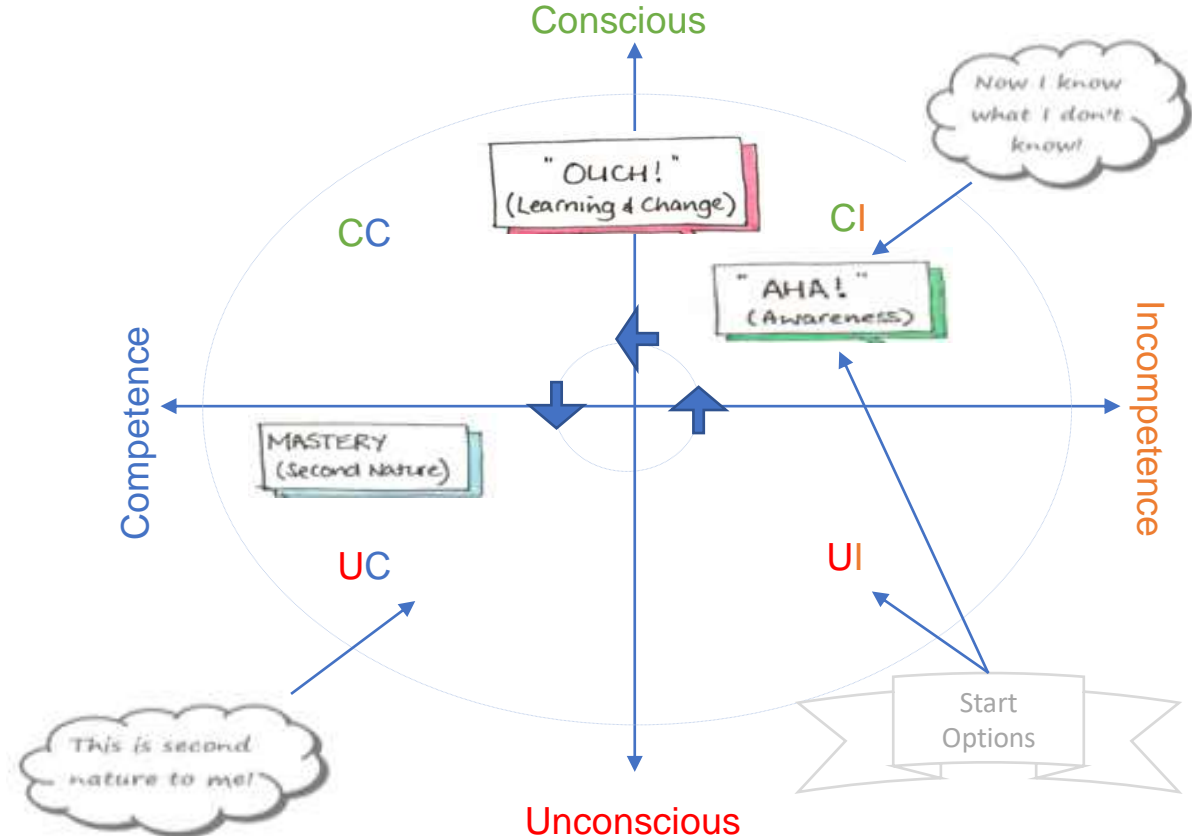 Conscious
Now I know
what I don't
know!
" OUCH! "
(Learning & Change)
CC
CI
" AHA! "
(Awareness)
Competence
Incompetence
MASTERY
(Second Nature)
UC
UI
Start
Options
This is second
nature to me!
Unconscious